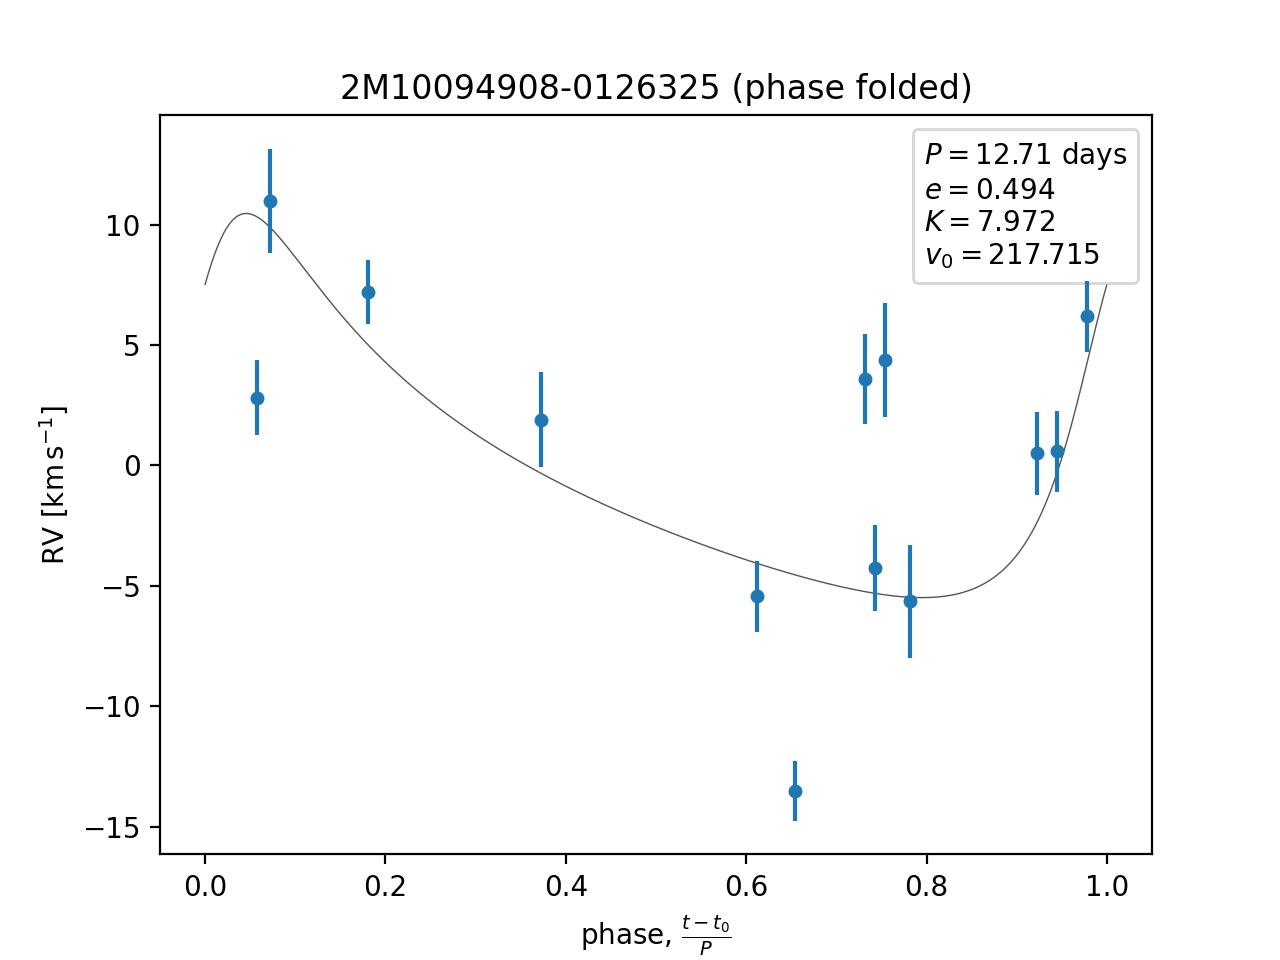 2M10094908-0126325 (phase folded)
P = 12.71 days
e = 0.494
K = 7.972
v₀ = 217.715
10
5
0
−5
−10
−15
RV [km s⁻¹]
0.0 0.2 0.4 0.6 0.8 1.0
phase, (t − t₀)/P